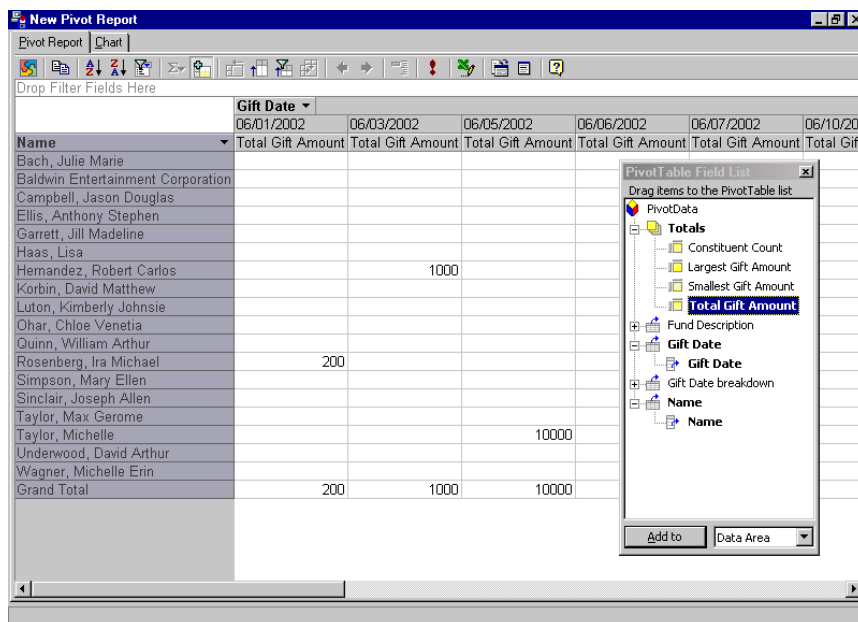 New Pivot Report
Pivot Report Chart
Drop Filter Fields Here
Gift Date
06/01/2002 06/03/2002 06/05/2002 06/06/2002 06/07/2002 06/10/20
Name Total Gift Amount Total Gift Amount Total Gift Amount Total Gift Amount Total Gift Amount Total Gif
Bach, Julie Marie
Baldwin Entertainment Corporation
Campbell, Jason Douglas
Ellis, Anthony Stephen
Garrett, Jill Madeline
Haas, Lisa
Hernandez, Robert Carlos 1000
Korbin, David Matthew
Luton, Kimberly Johnsie
Ohar, Chloe Venetia
Quinn, William Arthur
Rosenberg, Ira Michael 200
Simpson, Mary Ellen
Sinclair, Joseph Allen
Taylor, Max Gerome
Taylor, Michelle 10000
Underwood, David Arthur
Wagner, Michelle Erin
Grand Total 200 1000 10000
PivotTable Field List
Drag items to the PivotTable list
PivotData
Totals
Constituent Count
Largest Gift Amount
Smallest Gift Amount
Total Gift Amount
Fund Description
Gift Date
Gift Date
Gift Date breakdown
Name
Name
Add to Data Area